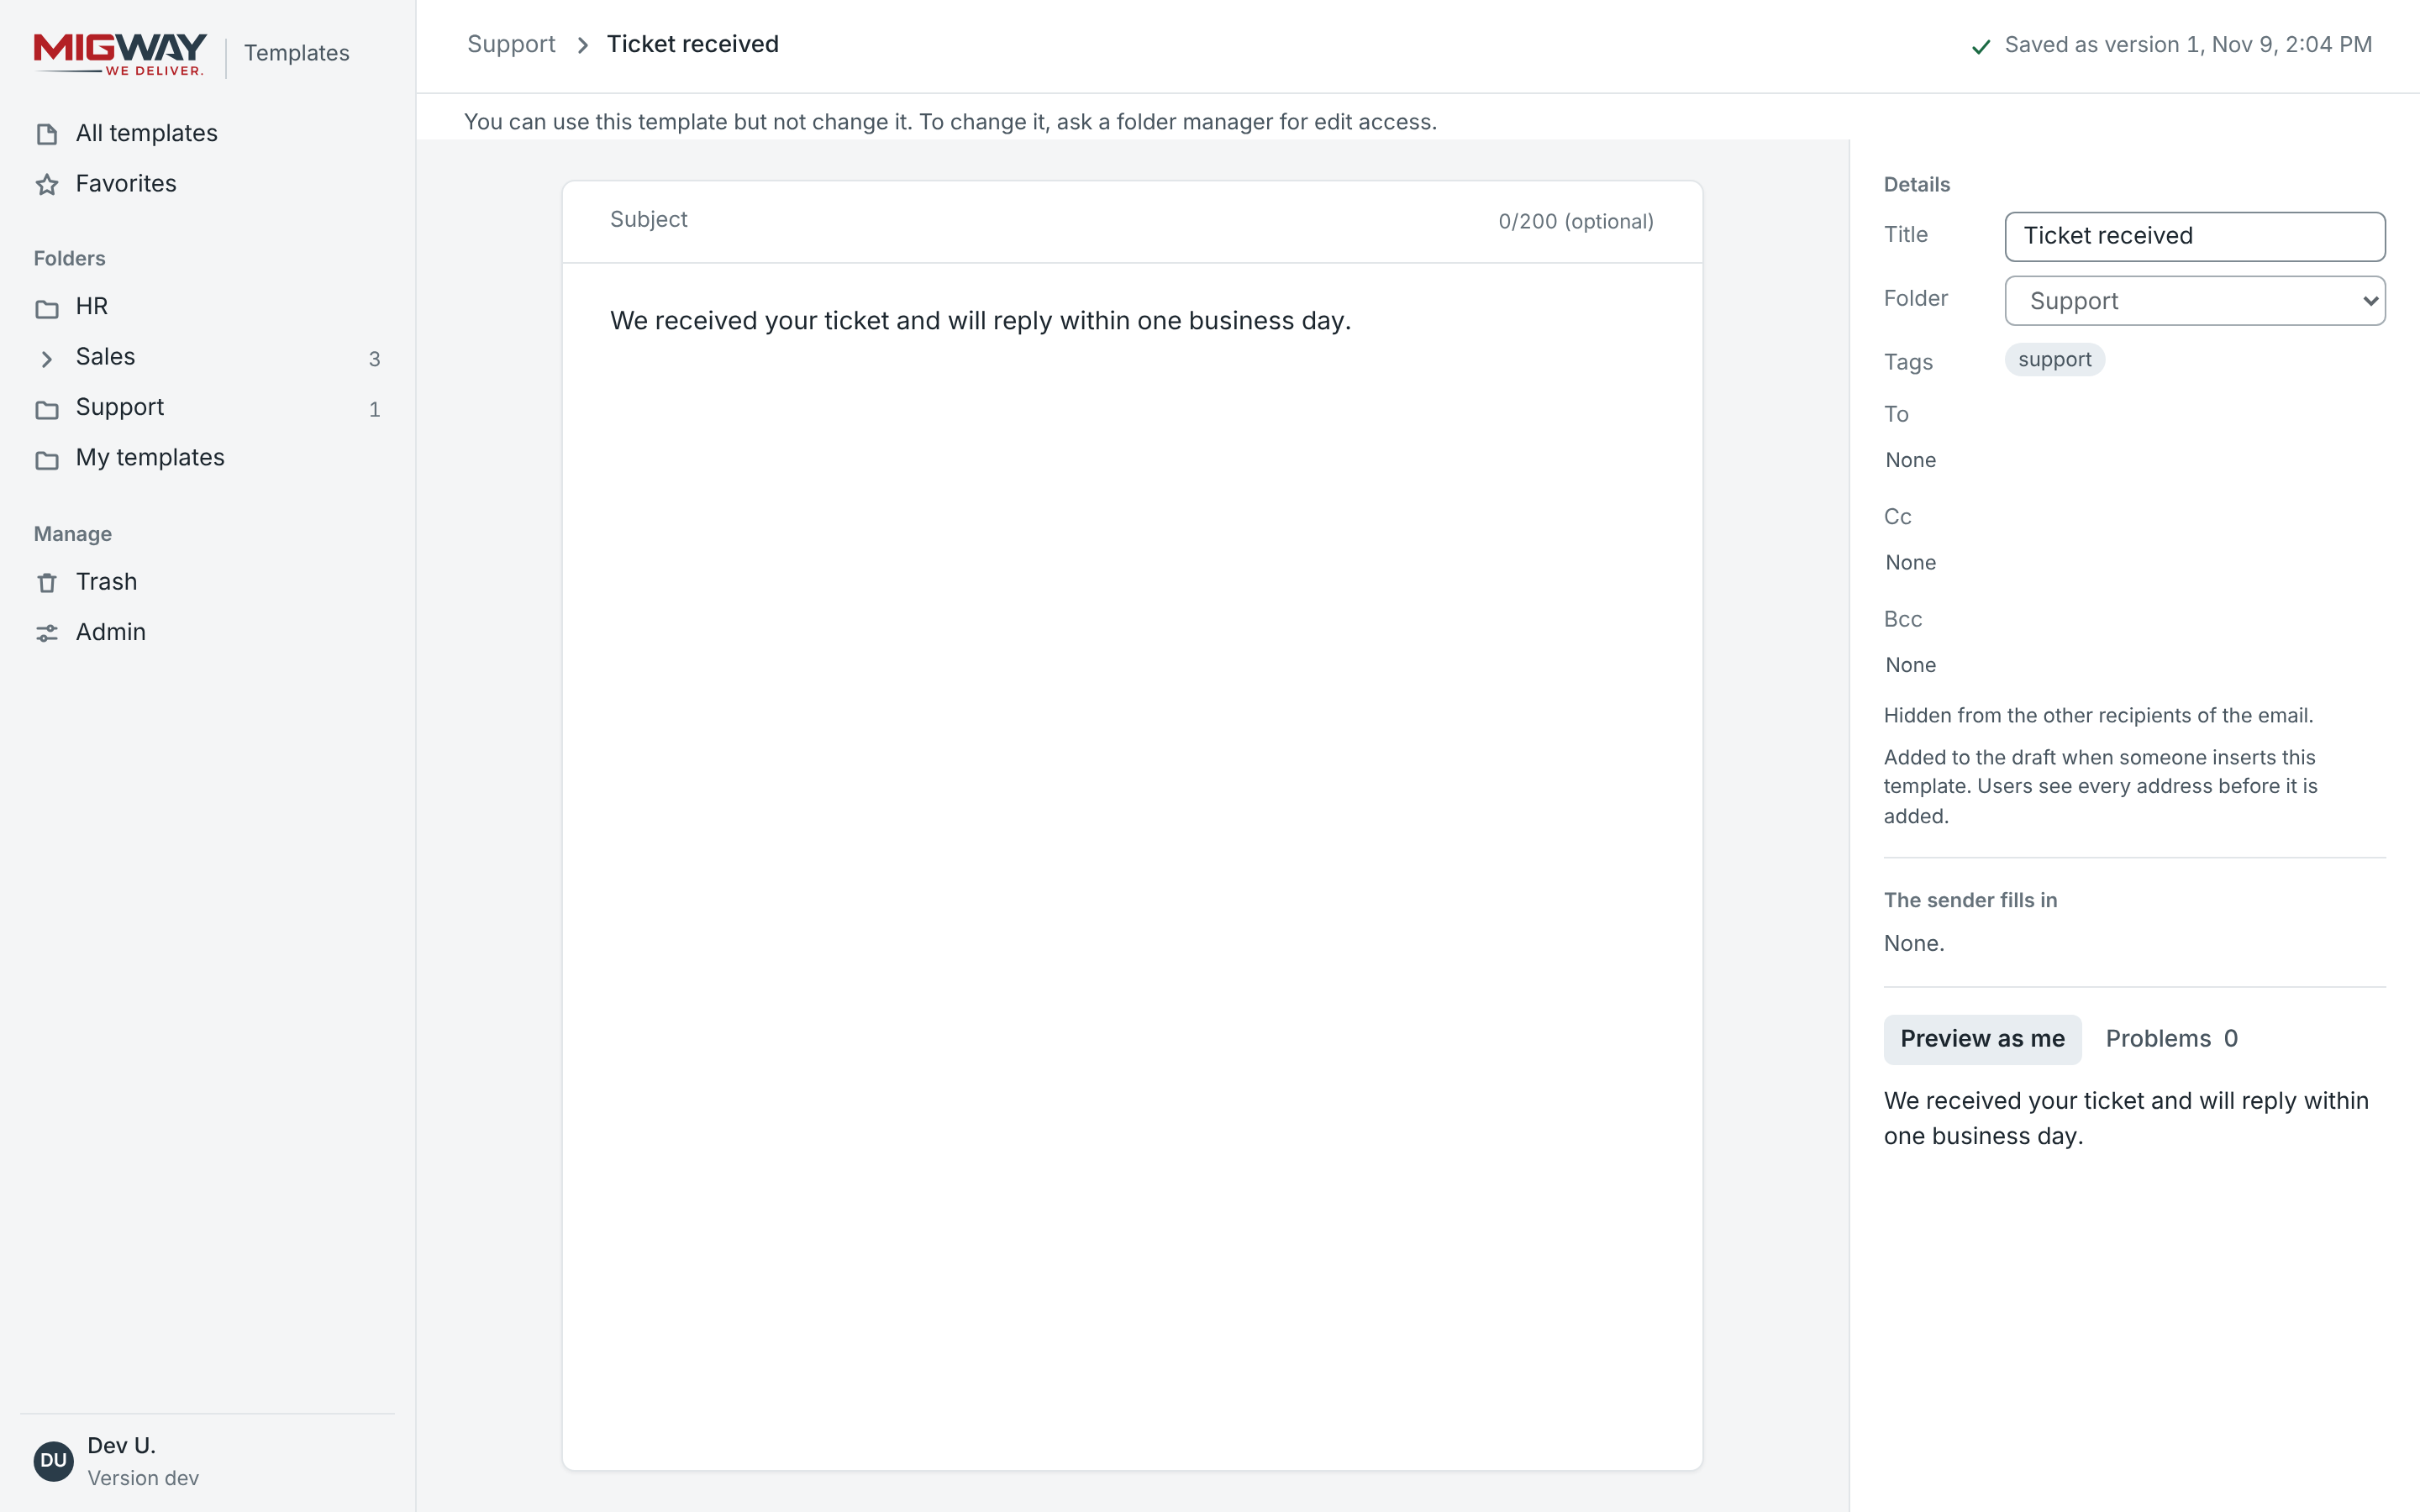 MIGWAY
WE DELIVER.
Templates
All templates
Favorites
Folders
HR
Sales 3
Support 1
My templates
Manage
Trash
Admin
DU
Dev U.
Version dev
Support > Ticket received
Saved as version 1, Nov 9, 2:04 PM
You can use this template but not change it. To change it, ask a folder manager for edit access.
Subject 0/200 (optional)
We received your ticket and will reply within one business day.
Details
Title Ticket received
Folder Support
Tags support
To
None
Cc
None
Bcc
None
Hidden from the other recipients of the email.
Added to the draft when someone inserts this
template. Users see every address before it is
added.
The sender fills in
None.
Preview as me Problems 0
We received your ticket and will reply within
one business day.